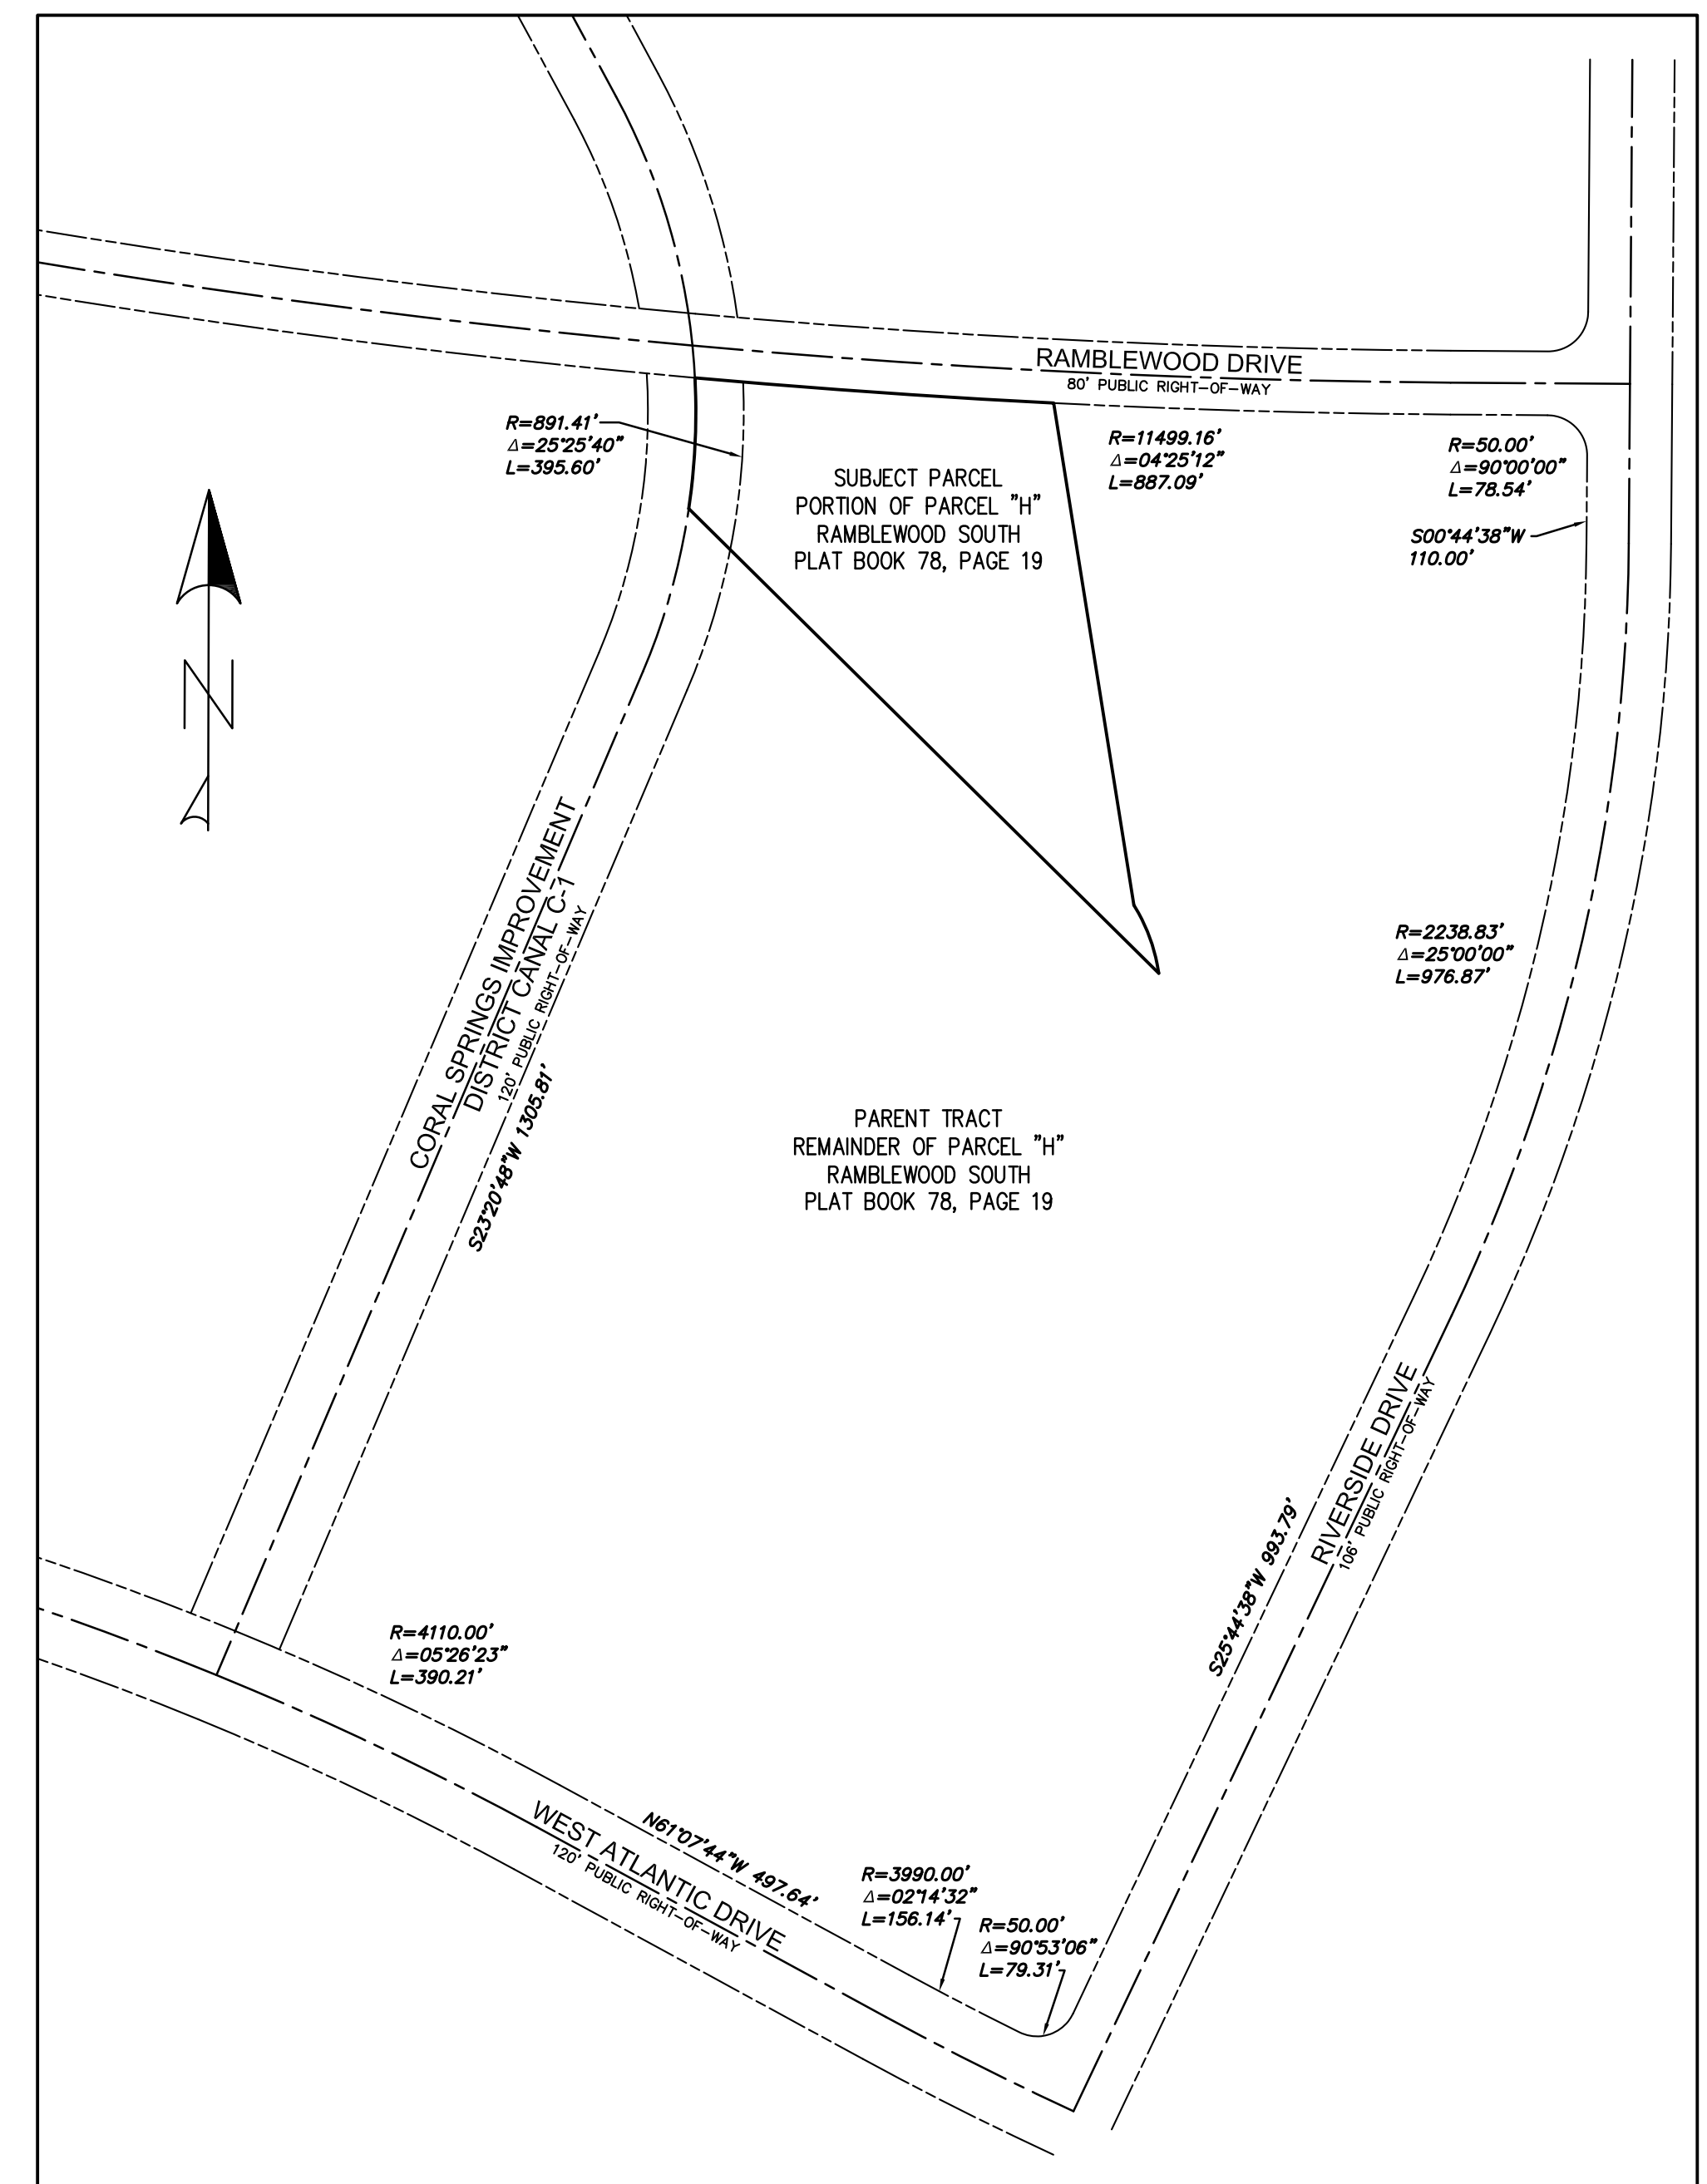 RAMBLEWOOD DRIVE
80' PUBLIC RIGHT-OF-WAY
R=891.41'
Δ=25°25'40"
L=395.60'
SUBJECT PARCEL
PORTION OF PARCEL "H"
RAMBLEWOOD SOUTH
PLAT BOOK 78, PAGE 19
R=11499.16'
Δ=04°25'12"
L=887.09'
R=50.00'
Δ=90°00'00"
L=78.54'
S00°44'38"W
110.00'
N
CORAL SPRINGS IMPROVEMENT
DISTRICT CANAL C-1
120' PUBLIC RIGHT-OF-WAY
S23°20'48"W 1305.81'
R=2238.83'
Δ=25°00'00"
L=976.87'
PARENT TRACT
REMAINDER OF PARCEL "H"
RAMBLEWOOD SOUTH
PLAT BOOK 78, PAGE 19
RIVERSIDE DRIVE
106' PUBLIC RIGHT-OF-WAY
S25°44'38"W 993.79'
R=4110.00'
Δ=05°26'23"
L=390.21'
N61°07'44"W 497.64'
WEST ATLANTIC DRIVE
120' PUBLIC RIGHT-OF-WAY
R=3990.00'
Δ=02°14'32"
L=156.14'
R=50.00'
Δ=90°53'06"
L=79.31'